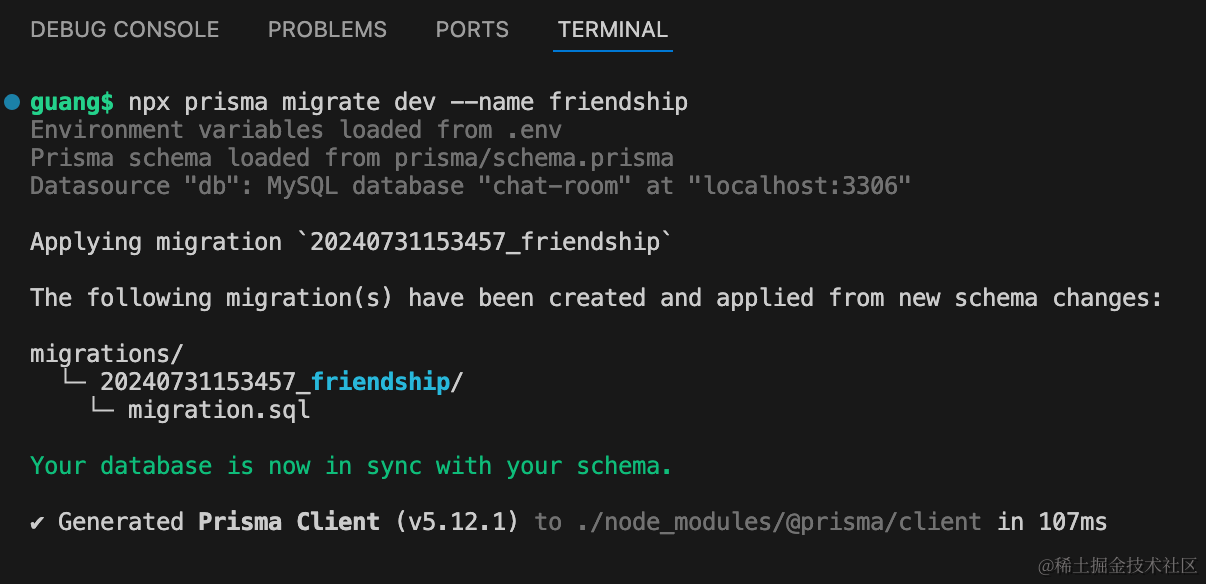 DEBUG CONSOLE PROBLEMS PORTS TERMINAL
guang$ npx prisma migrate dev --name friendship
Environment variables loaded from .env
Prisma schema loaded from prisma/schema.prisma
Datasource "db": MySQL database "chat-room" at "localhost:3306"
Applying migration `20240731153457_friendship`
The following migration(s) have been created and applied from new schema changes:
migrations/
└─ 20240731153457_friendship/
└─ migration.sql
Your database is now in sync with your schema.
✔ Generated Prisma Client (v5.12.1) to ./node_modules/@prisma/client in 107ms
@稀土掘金技术社区